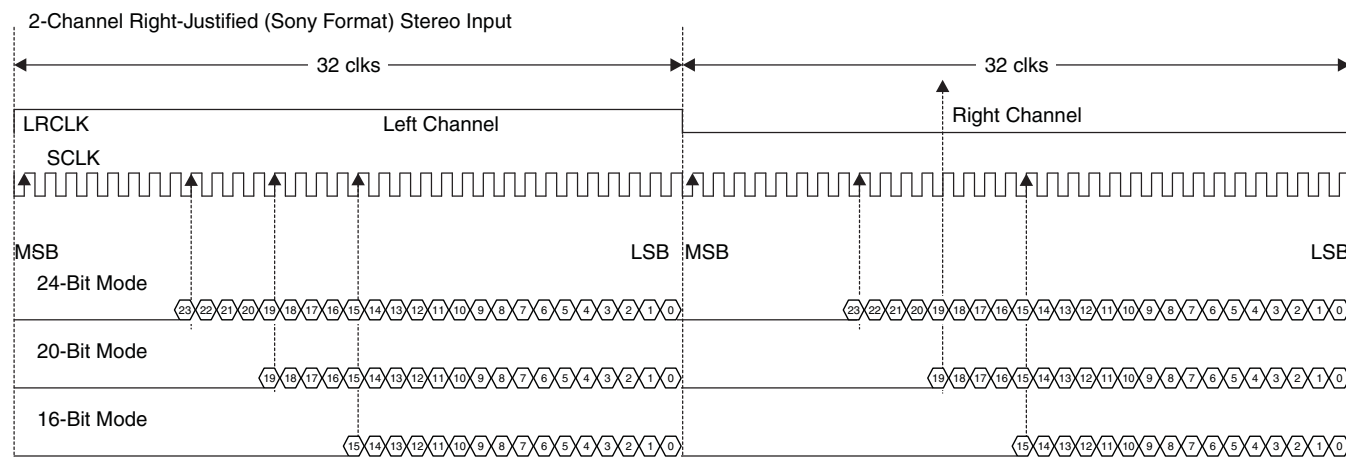 2-Channel Right-Justified (Sony Format) Stereo Input
32 clks 32 clks
LRCLK Left Channel Right Channel
SCLK
MSB LSB MSB LSB
24-Bit Mode
23 22 21 20 19 18 17 16 15 14 13 12 11 10 9 8 7 6 5 4 3 2 1 0 23 22 21 20 19 18 17 16 15 14 13 12 11 10 9 8 7 6 5 4 3 2 1 0
20-Bit Mode
19 18 17 16 15 14 13 12 11 10 9 8 7 6 5 4 3 2 1 0 19 18 17 16 15 14 13 12 11 10 9 8 7 6 5 4 3 2 1 0
16-Bit Mode
15 14 13 12 11 10 9 8 7 6 5 4 3 2 1 0 15 14 13 12 11 10 9 8 7 6 5 4 3 2 1 0